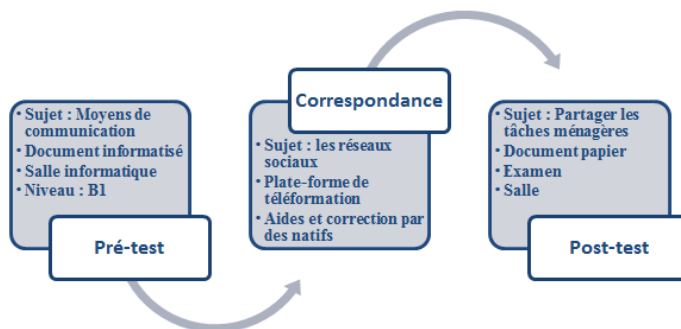 • Sujet : Moyens de
communication
• Document informatisé
• Salle informatique
• Niveau : B1
Pré-test
Correspondance
• Sujet : les réseaux
sociaux
• Plate-forme de
téléformation
• Aides et correction par
des natifs
• Sujet : Partager les
tâches ménagères
• Document papier
• Examen
• Salle
Post-test